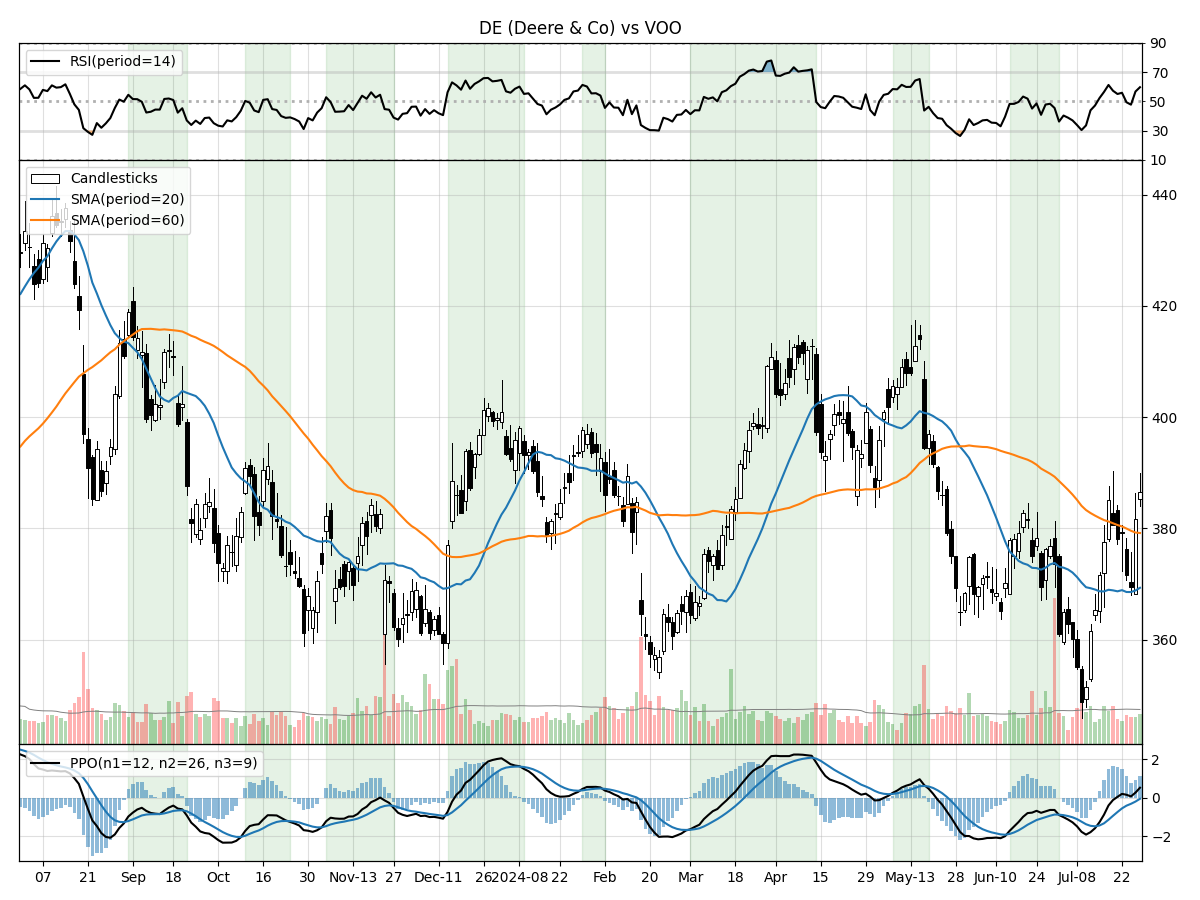 DE (Deere & Co) vs VOO
RSI(period=14)
90
70
50
30
10
Candlesticks
SMA(period=20)
SMA(period=60)
440
420
400
380
360
PPO(n1=12, n2=26, n3=9)
2
0
−2
07 21 Sep 18 Oct 16 30 Nov-13 27 Dec-11 26 2024-08 22 Feb 20 Mar 18 Apr 15 29 May-13 28 Jun-10 24 Jul-08 22